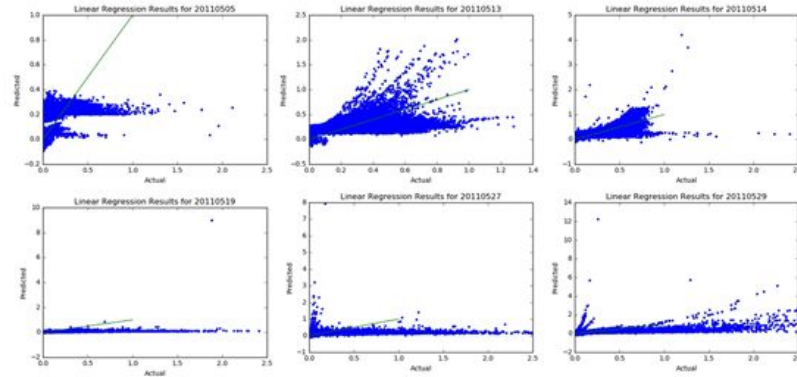 Linear Regression Results for 20110505
1.0
0.8
0.6
0.4
0.2
0.0
−0.2
Predicted
0.0 0.5 1.0 1.5 2.0 2.5
Actual
Linear Regression Results for 20110513
2.5
2.0
1.5
1.0
0.5
0.0
−0.5
Predicted
0.0 0.2 0.4 0.6 0.8 1.0 1.2 1.4
Actual
Linear Regression Results for 20110514
5
4
3
2
1
0
−1
Predicted
0.0 0.5 1.0 1.5 2.0 2.5
Actual
Linear Regression Results for 20110519
10
8
6
4
2
0
−2
Predicted
0.0 0.5 1.0 1.5 2.0 2.5
Actual
Linear Regression Results for 20110527
8
7
6
5
4
3
2
1
0
−1
Predicted
0.0 0.5 1.0 1.5 2.0 2.5
Actual
Linear Regression Results for 20110529
14
12
10
8
6
4
2
0
−2
Predicted
0.0 0.5 1.0 1.5 2.0 2.5
Actual